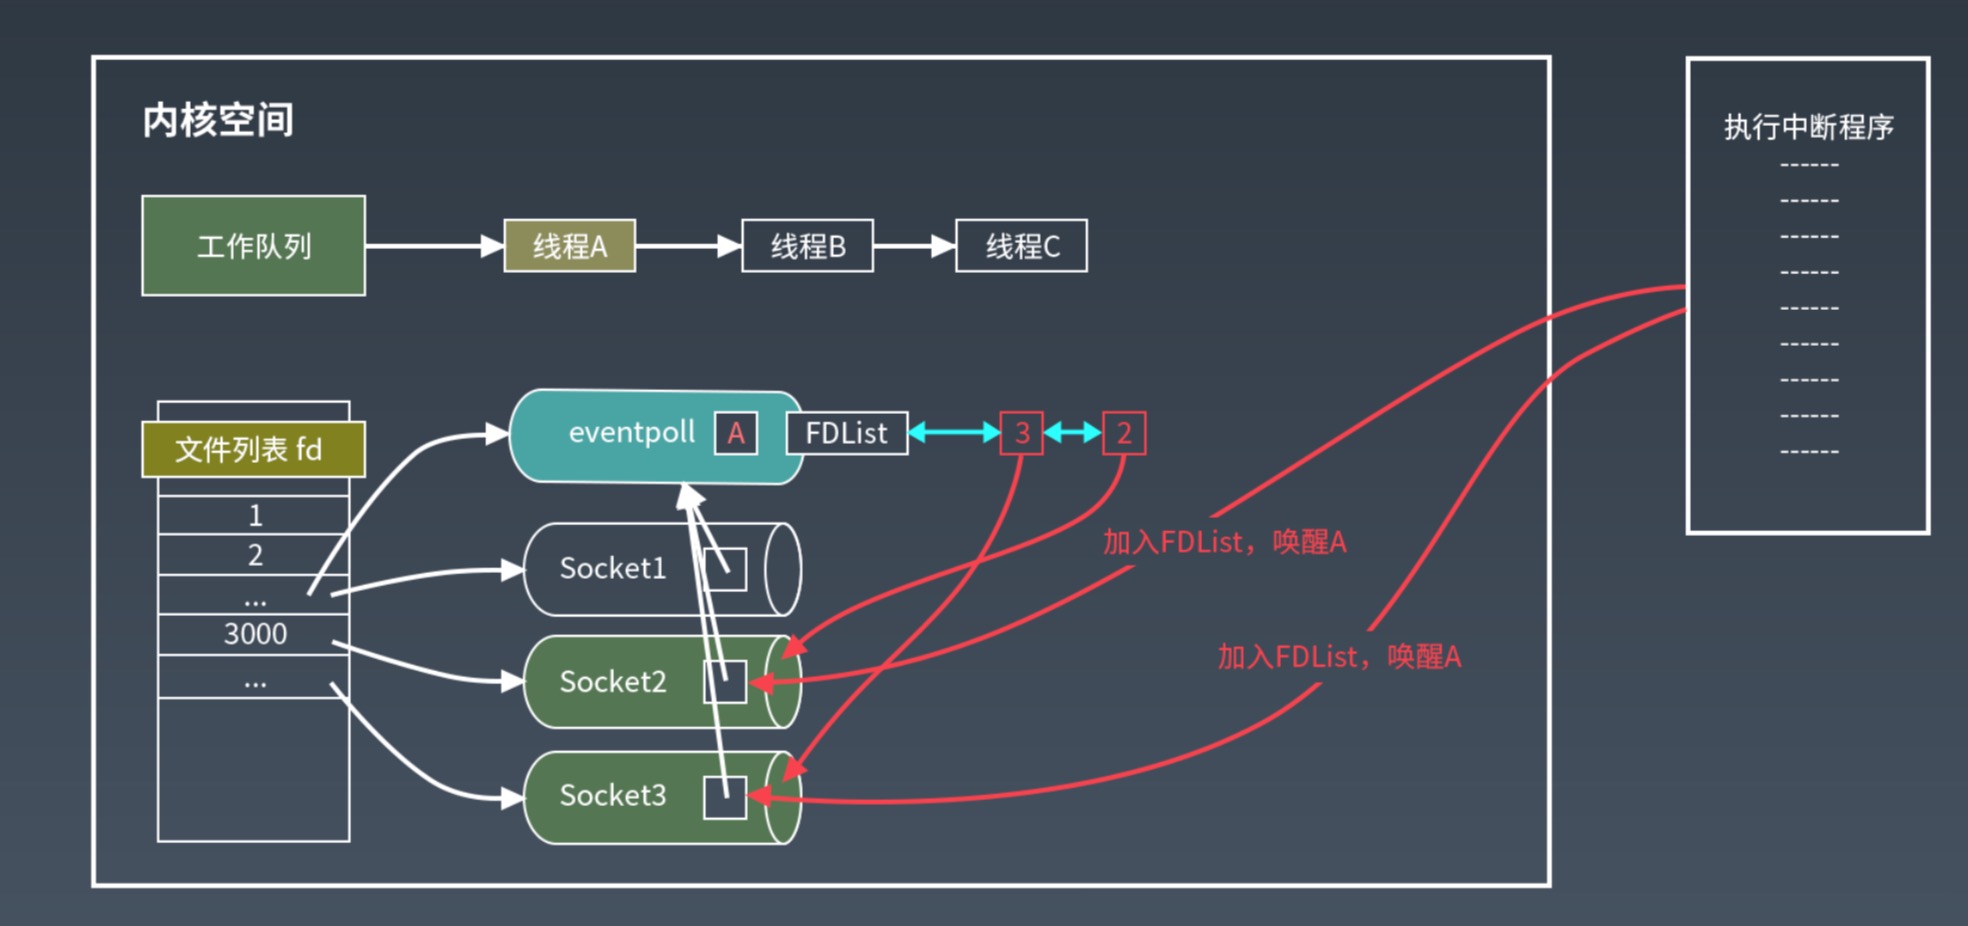 内核空间
执行中断程序
------
------
------
------
------
------
------
------
------
工作队列
线程A
线程B
线程C
文件列表 fd
1
2
...
3000
...
eventpoll
A
FDList
3
2
Socket1
Socket2
Socket3
加入FDList，唤醒A
加入FDList，唤醒A